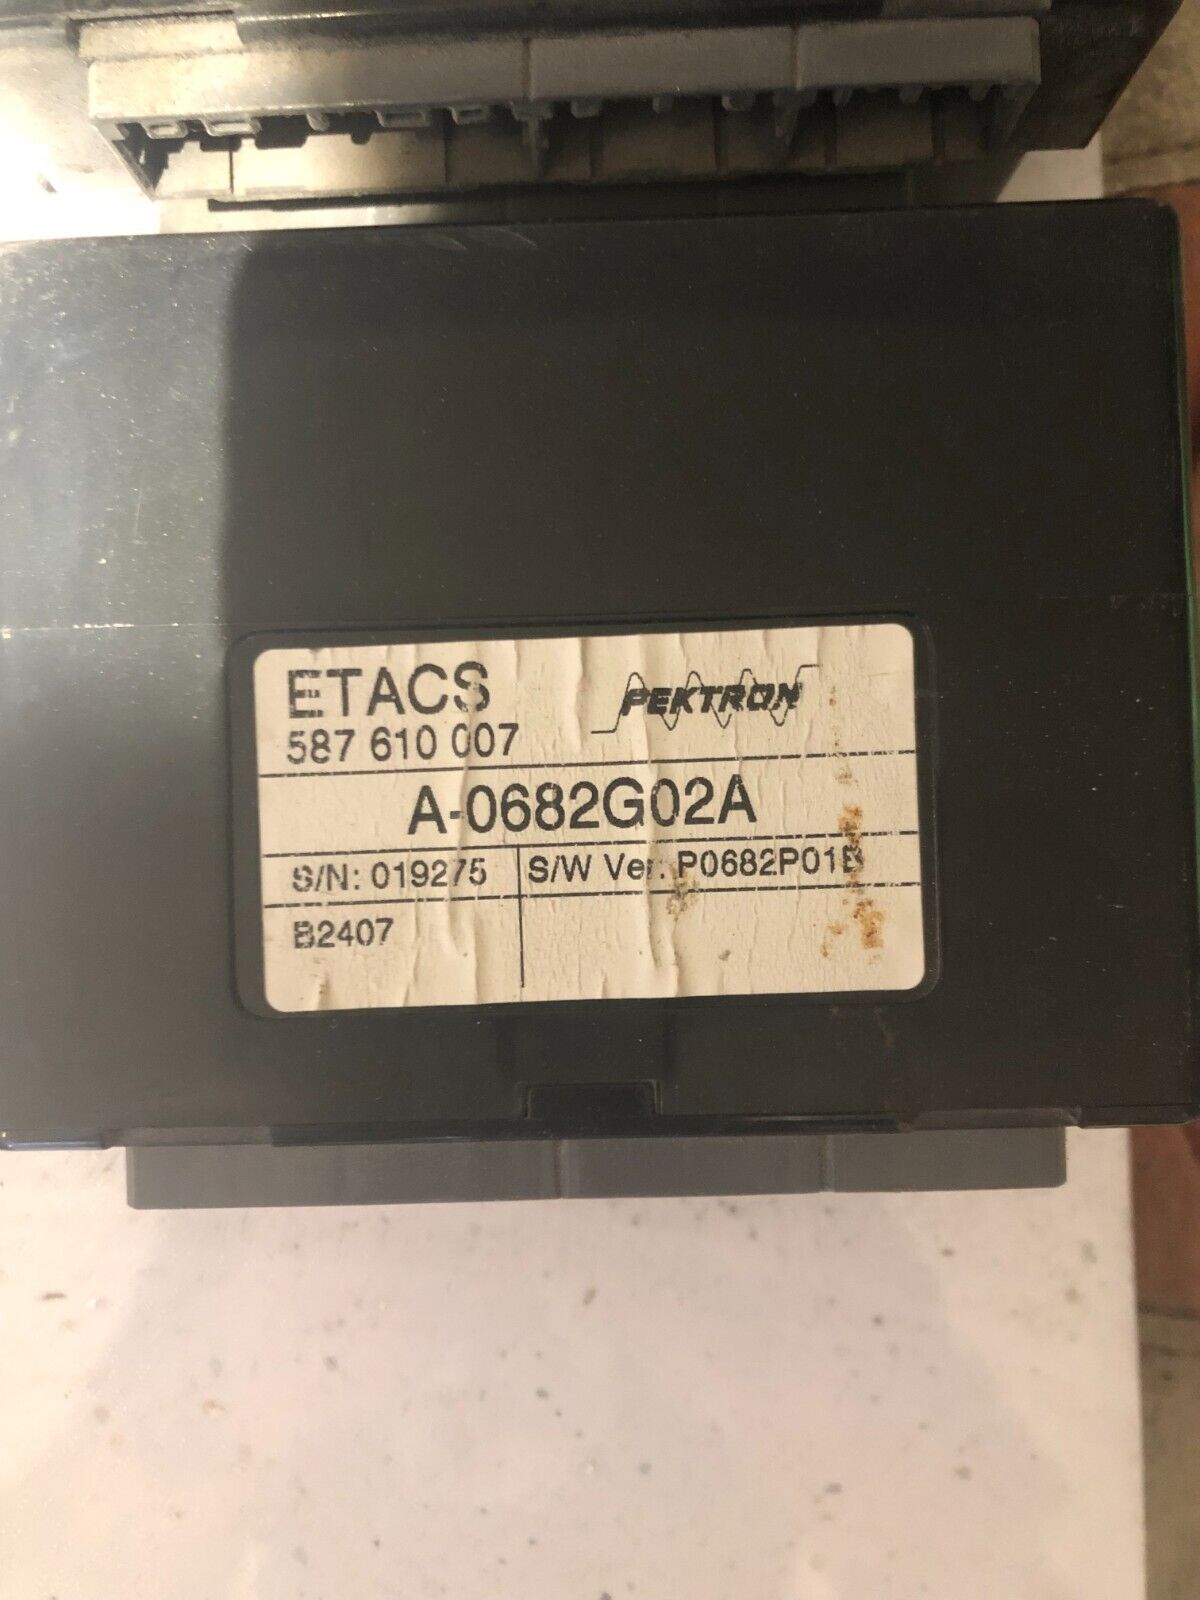 ETACS
PEKTRON
587 610 007
A-0682G02A
S/N: 019275
S/W Ver: P0682P01B
B2407